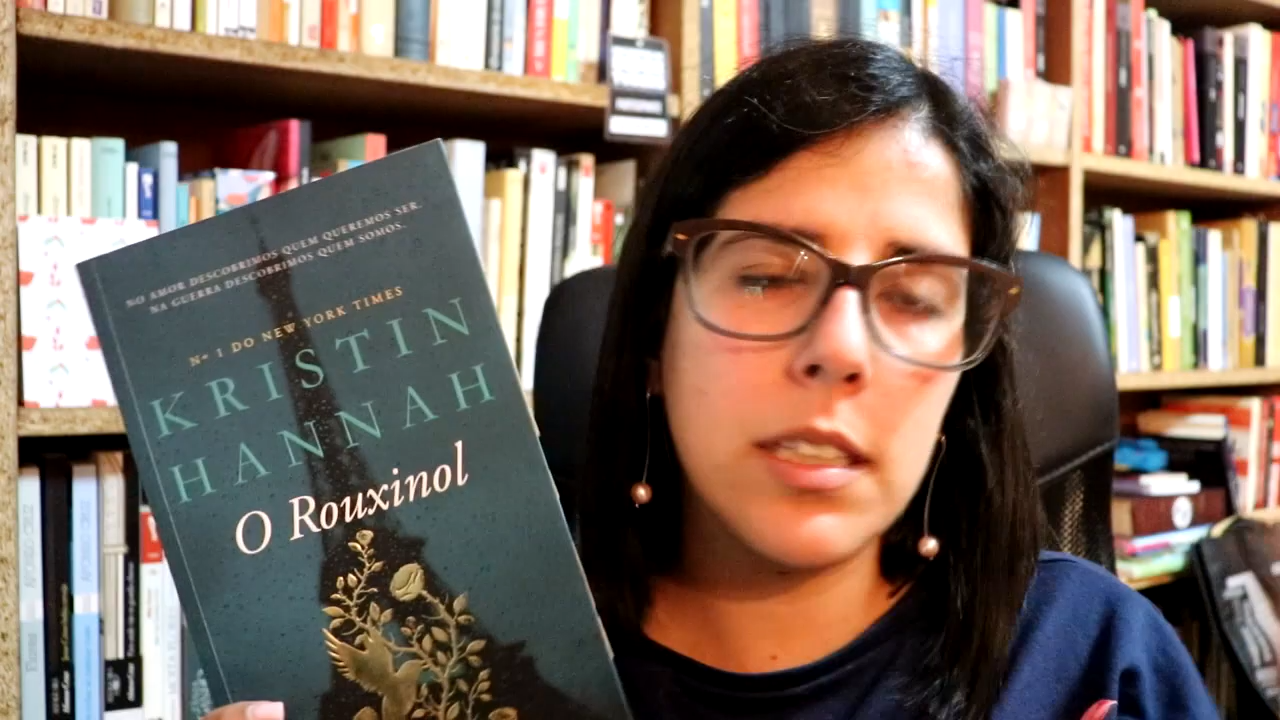 NO AMOR DESCOBRIMOS QUEM QUEREMOS SER.
NA GUERRA DESCOBRIMOS QUEM SOMOS.
Nº 1 DO NEW YORK TIMES
KRISTIN
HANNAH
O Rouxinol